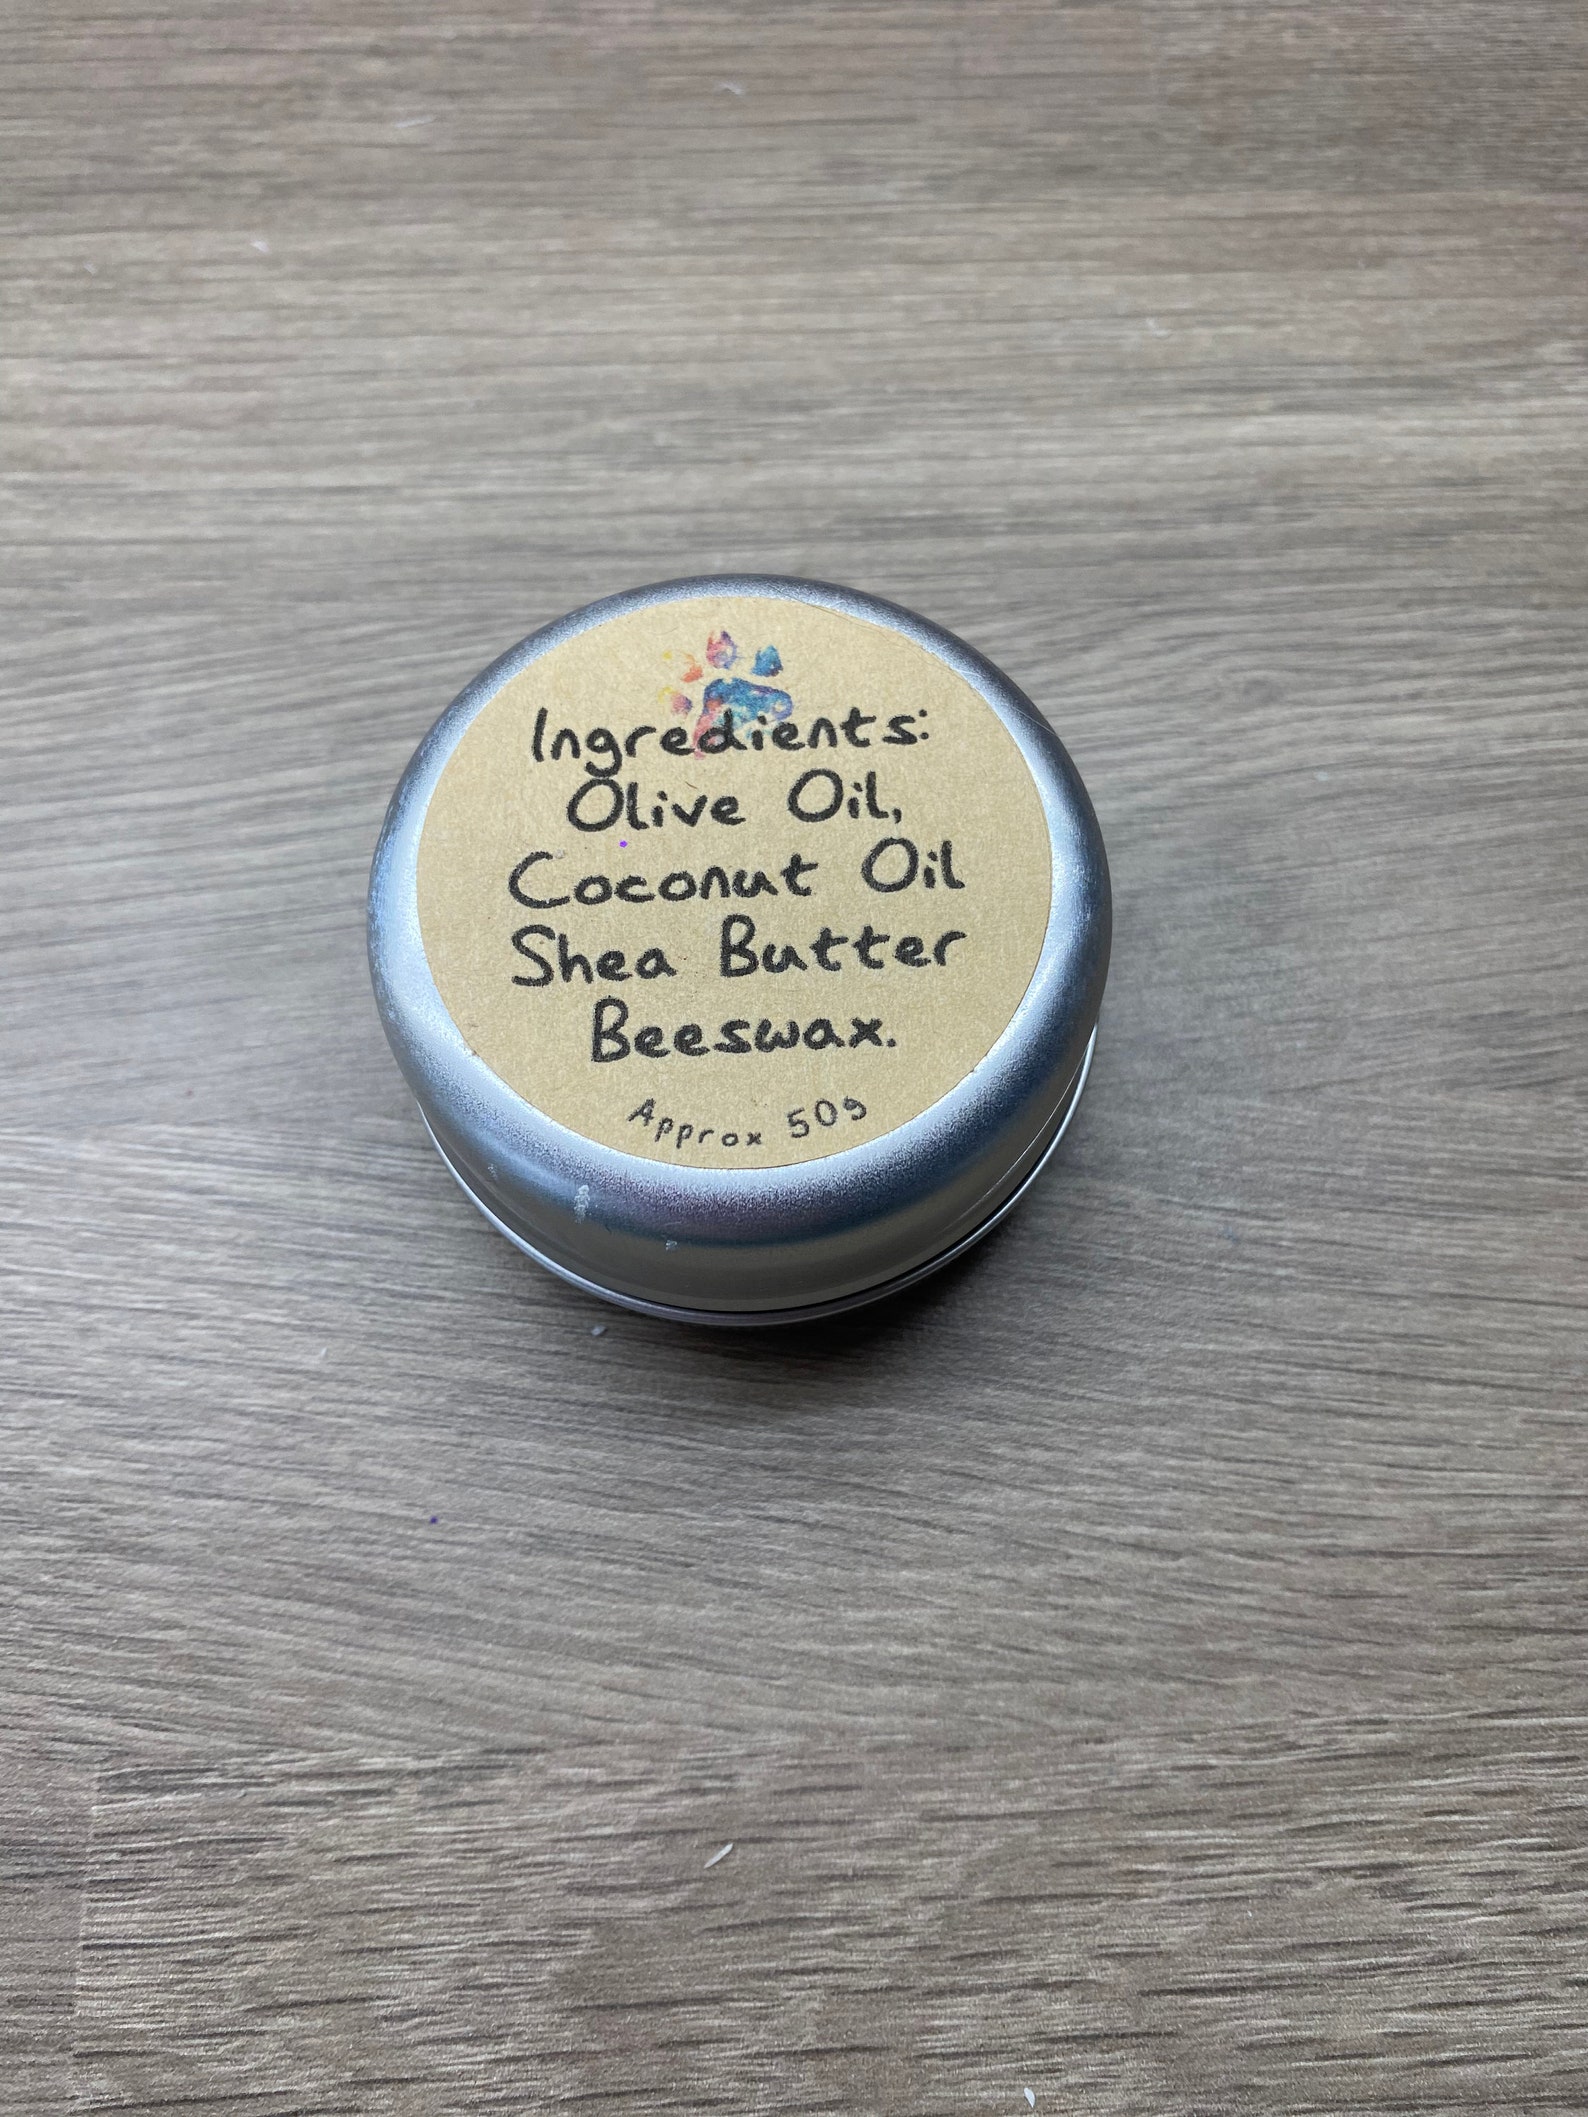 Ingredients:
Olive Oil,
Coconut Oil
Shea Butter
Beeswax.
Approx 50g